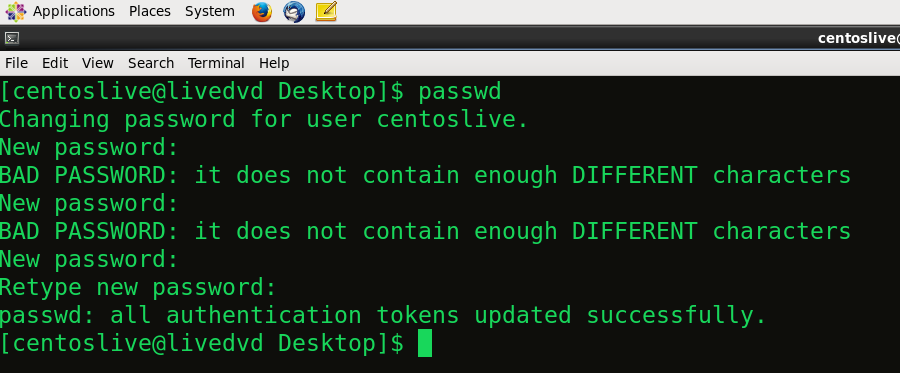 Applications Places System
centoslive@
File Edit View Search Terminal Help
[centoslive@livedvd Desktop]$ passwd
Changing password for user centoslive.
New password:
BAD PASSWORD: it does not contain enough DIFFERENT characters
New password:
BAD PASSWORD: it does not contain enough DIFFERENT characters
New password:
Retype new password:
passwd: all authentication tokens updated successfully.
[centoslive@livedvd Desktop]$